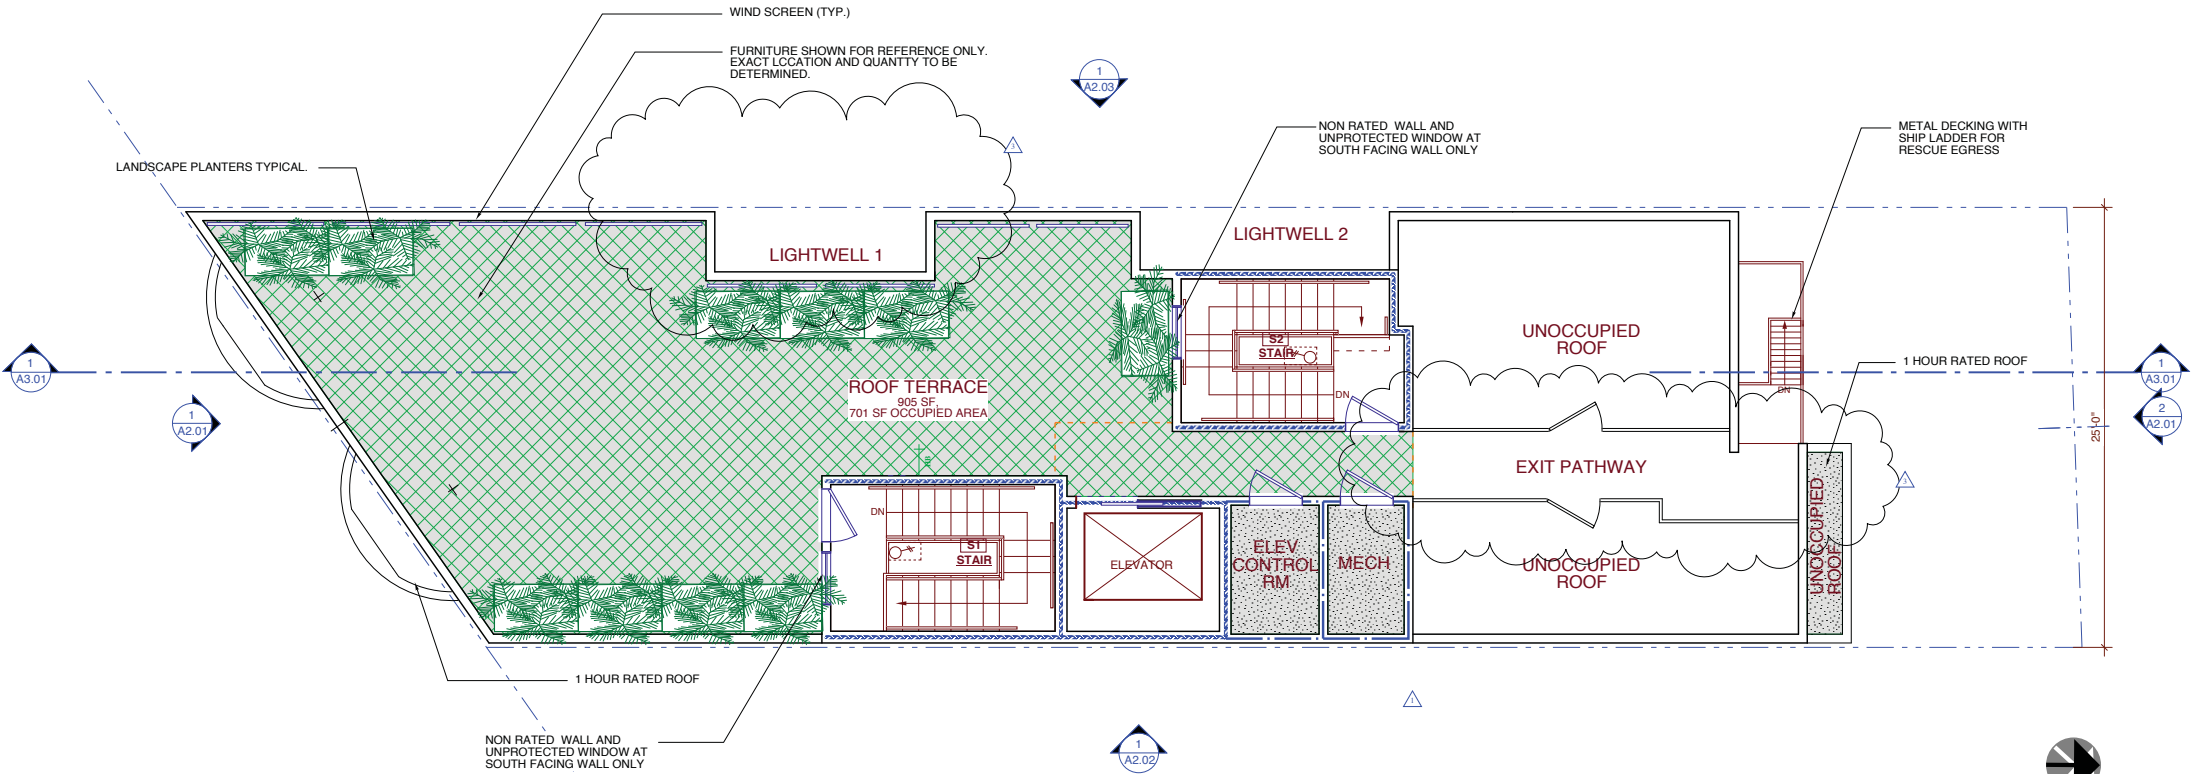 WIND SCREEN (TYP.)
FURNITURE SHOWN FOR REFERENCE ONLY.
EXACT LCCATION AND QUANTTY TO BE
DETERMINED.
1
A2.03
NON RATED WALL AND
UNPROTECTED WINDOW AT
SOUTH FACING WALL ONLY
METAL DECKING WITH
SHIP LADDER FOR
RESCUE EGRESS
3
LANDSCAPE PLANTERS TYPICAL.
LIGHTWELL 1
LIGHTWELL 2
UNOCCUPIED
ROOF
S2
STAIR
1 HOUR RATED ROOF
1
A3.01
1
A3.01
ROOF TERRACE
905 SF,
701 SF OCCUPIED AREA
DN
DN
1
A2.01
2
A2.01
25'-0"
EXIT PATHWAY
3
DN
S1
STAIR
ELEVATOR
ELEV
CONTROL
RM
MECH
UNOCCUPIED
ROOF
UNOCCUPIED
ROOF
1 HOUR RATED ROOF
1
NON RATED WALL AND
UNPROTECTED WINDOW AT
SOUTH FACING WALL ONLY
1
A2.02